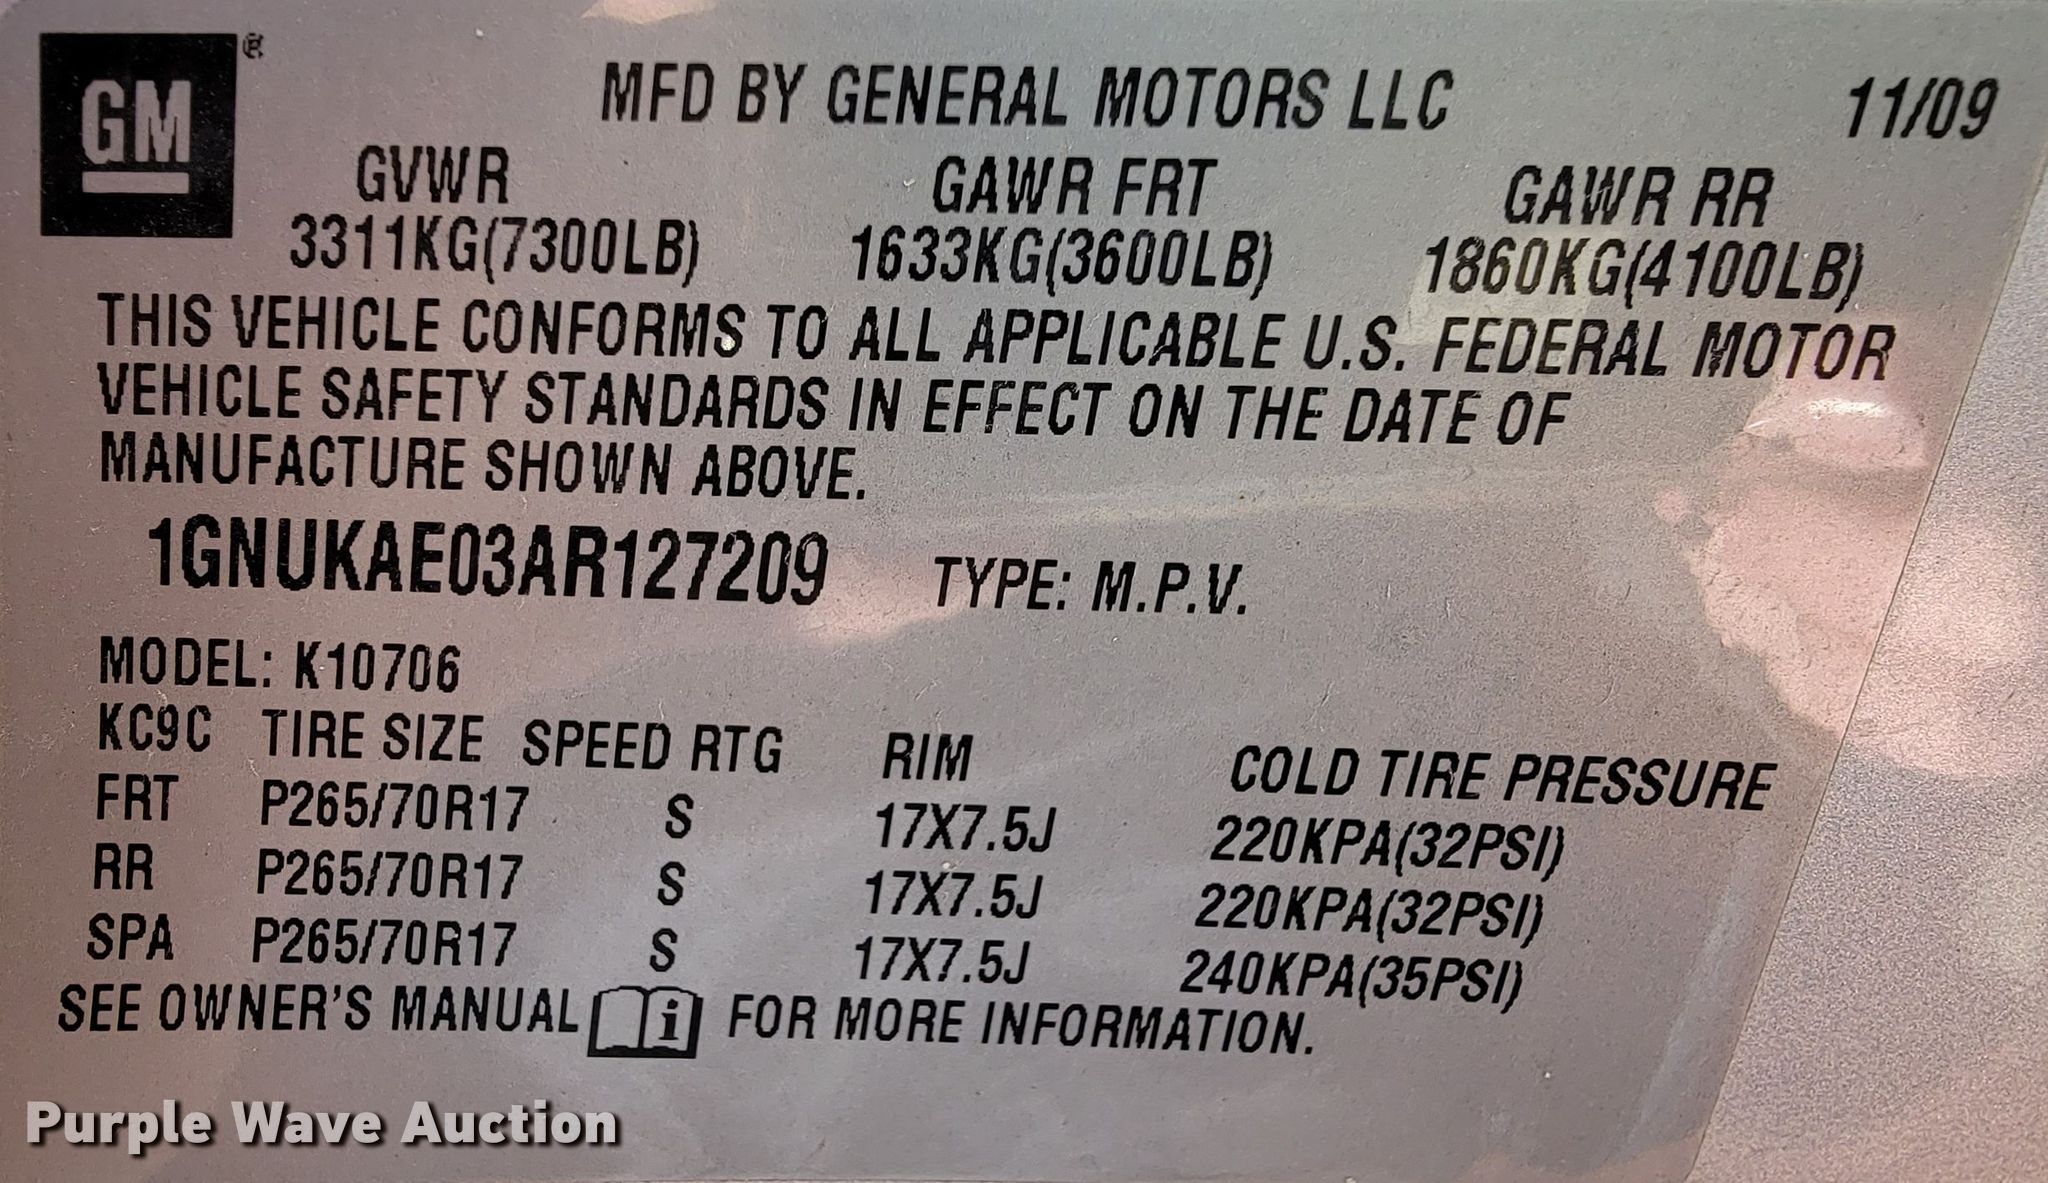 GM ®
MFD BY GENERAL MOTORS LLC 11/09
GVWR GAWR FRT GAWR RR
3311KG(7300LB) 1633KG(3600LB) 1860KG(4100LB)
THIS VEHICLE CONFORMS TO ALL APPLICABLE U.S. FEDERAL MOTOR
VEHICLE SAFETY STANDARDS IN EFFECT ON THE DATE OF
MANUFACTURE SHOWN ABOVE.
1GNUKAE03AR127209 TYPE: M.P.V.
MODEL: K10706
KC9C TIRE SIZE SPEED RTG RIM COLD TIRE PRESSURE
FRT P265/70R17 S 17X7.5J 220KPA(32PSI)
RR P265/70R17 S 17X7.5J 220KPA(32PSI)
SPA P265/70R17 S 17X7.5J 240KPA(35PSI)
SEE OWNER'S MANUAL i FOR MORE INFORMATION.
Purple Wave Auction